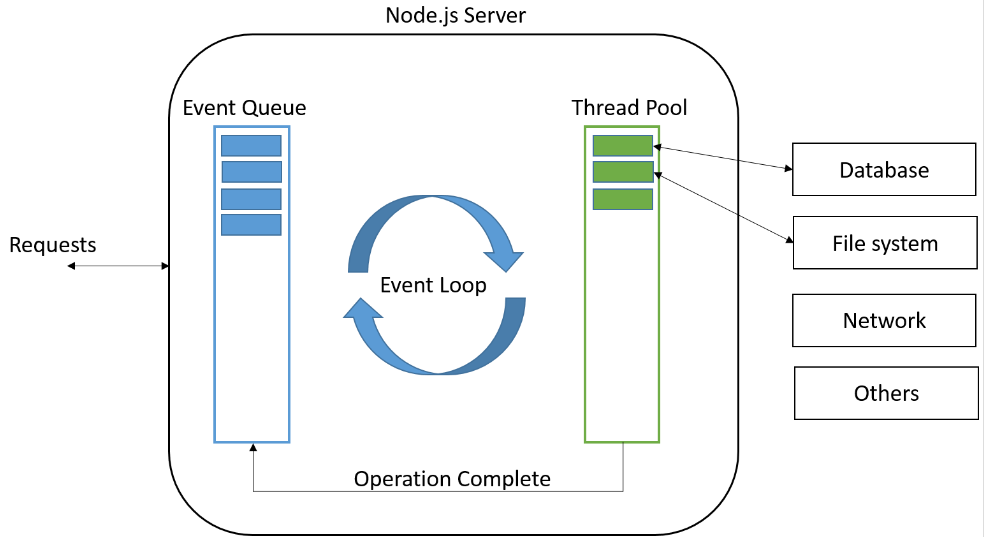 Node.js Server
Event Queue
Thread Pool
Database
Requests
File system
Event Loop
Network
Others
Operation Complete